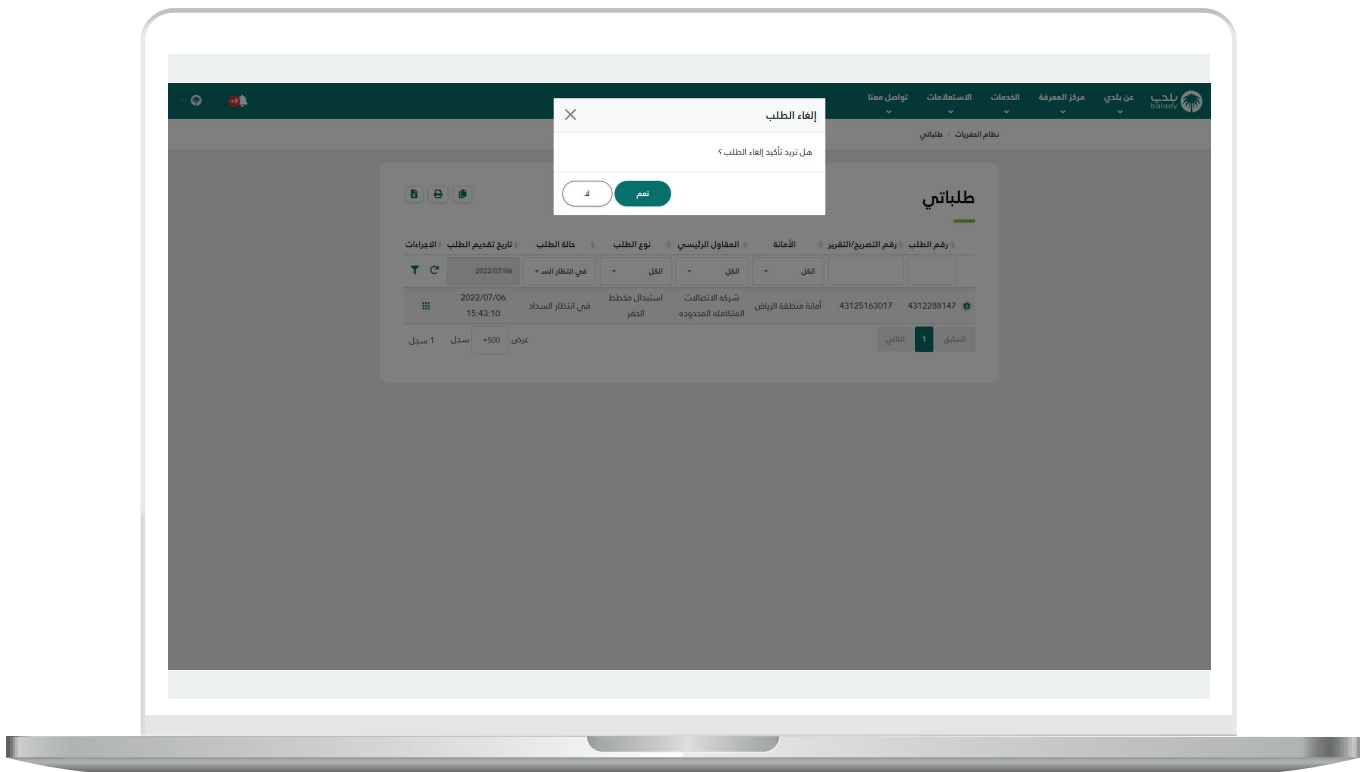 بلدي
balady
عن بلدي
مركز المعرفة
الخدمات
الاستعلامات
تواصل معنا
نظام الحفريات / طلباتي
إلغاء الطلب
هل تريد تأكيد إلغاء الطلب ؟
نعم
لا
طلباتي
رقم الطلب رقم التصريح/التقرير الأمانة المقاول الرئيسي نوع الطلب حالة الطلب تاريخ تقديم الطلب الاجراءات
الكل الكل الكل في انتظار الس 2022/07/06
4312288147 43125163017 أمانة منطقة الرياض شركه الاتصالات المتكامله المحدوده استبدال مخطط الحفر في انتظار السداد 2022/07/06 15:43:10
السابق 1 التالي
عرض 500 سجل 1 سجل